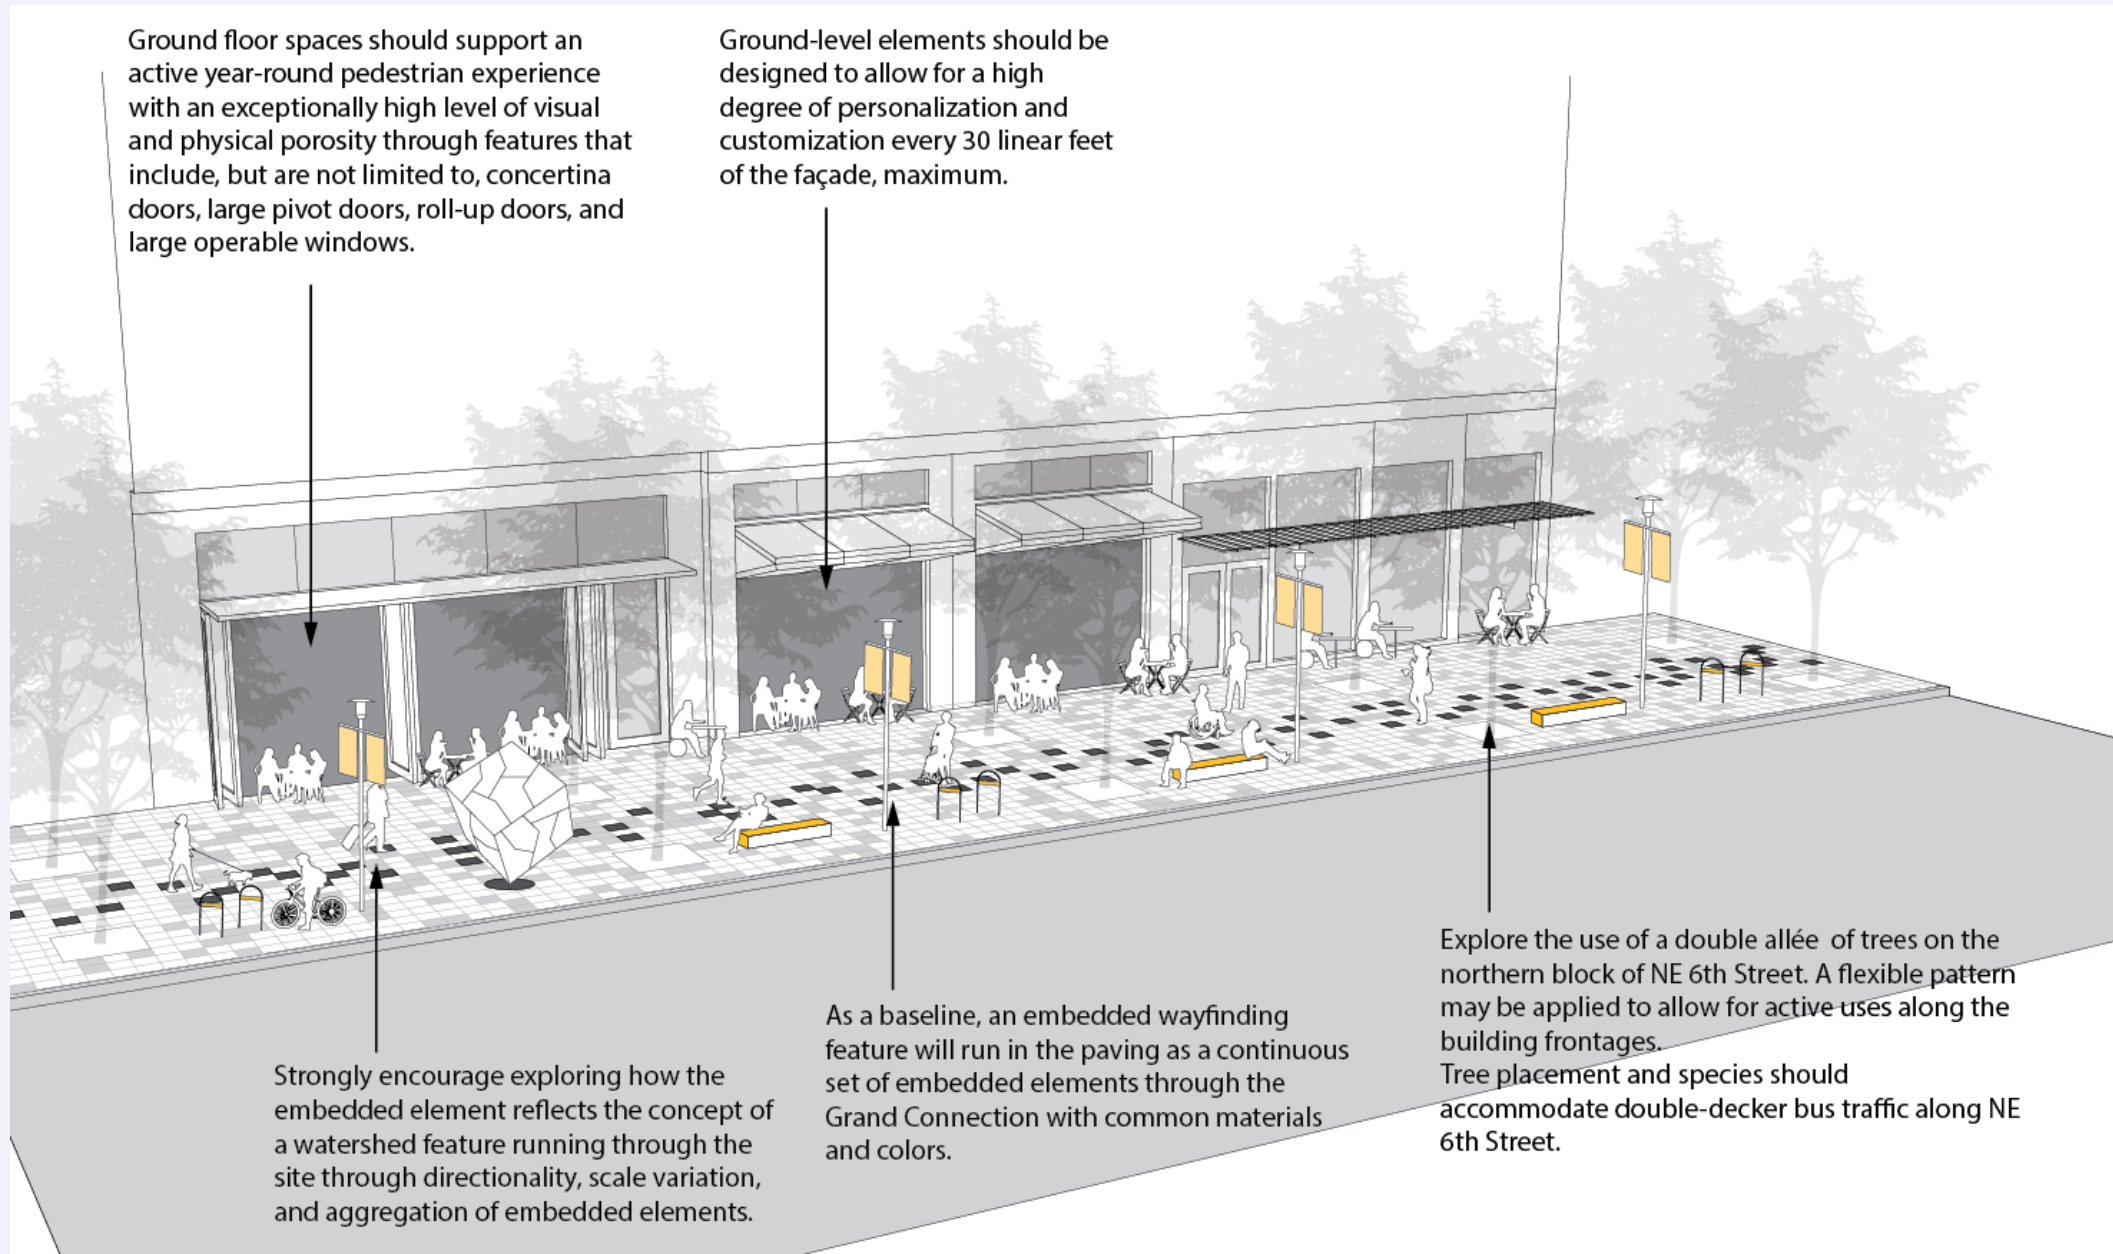 Ground floor spaces should support an
active year-round pedestrian experience
with an exceptionally high level of visual
and physical porosity through features that
include, but are not limited to, concertina
doors, large pivot doors, roll-up doors, and
large operable windows.
Ground-level elements should be
designed to allow for a high
degree of personalization and
customization every 30 linear feet
of the façade, maximum.
Strongly encourage exploring how the
embedded element reflects the concept of
a watershed feature running through the
site through directionality, scale variation,
and aggregation of embedded elements.
As a baseline, an embedded wayfinding
feature will run in the paving as a continuous
set of embedded elements through the
Grand Connection with common materials
and colors.
Explore the use of a double allée of trees on the
northern block of NE 6th Street. A flexible pattern
may be applied to allow for active uses along the
building frontages.
Tree placement and species should
accommodate double-decker bus traffic along NE
6th Street.